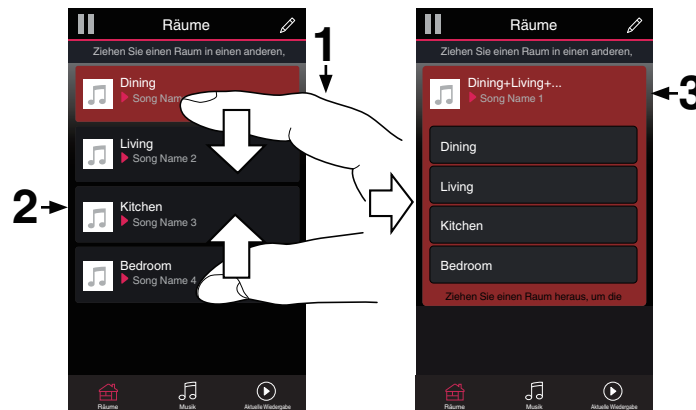 Räume
Ziehen Sie einen Raum in einen anderen,
1
Dining
Song Nam
Living
Song Name 2
2
Kitchen
Song Name 3
Bedroom
Song Name 4
Räume
Musik
Aktuelle Wiedergabe
Räume
Ziehen Sie einen Raum in einen anderen,
Dining+Living+...
Song Name 1
3
Dining
Living
Kitchen
Bedroom
Ziehen Sie einen Raum heraus, um die
Räume
Musik
Aktuelle Wiedergabe